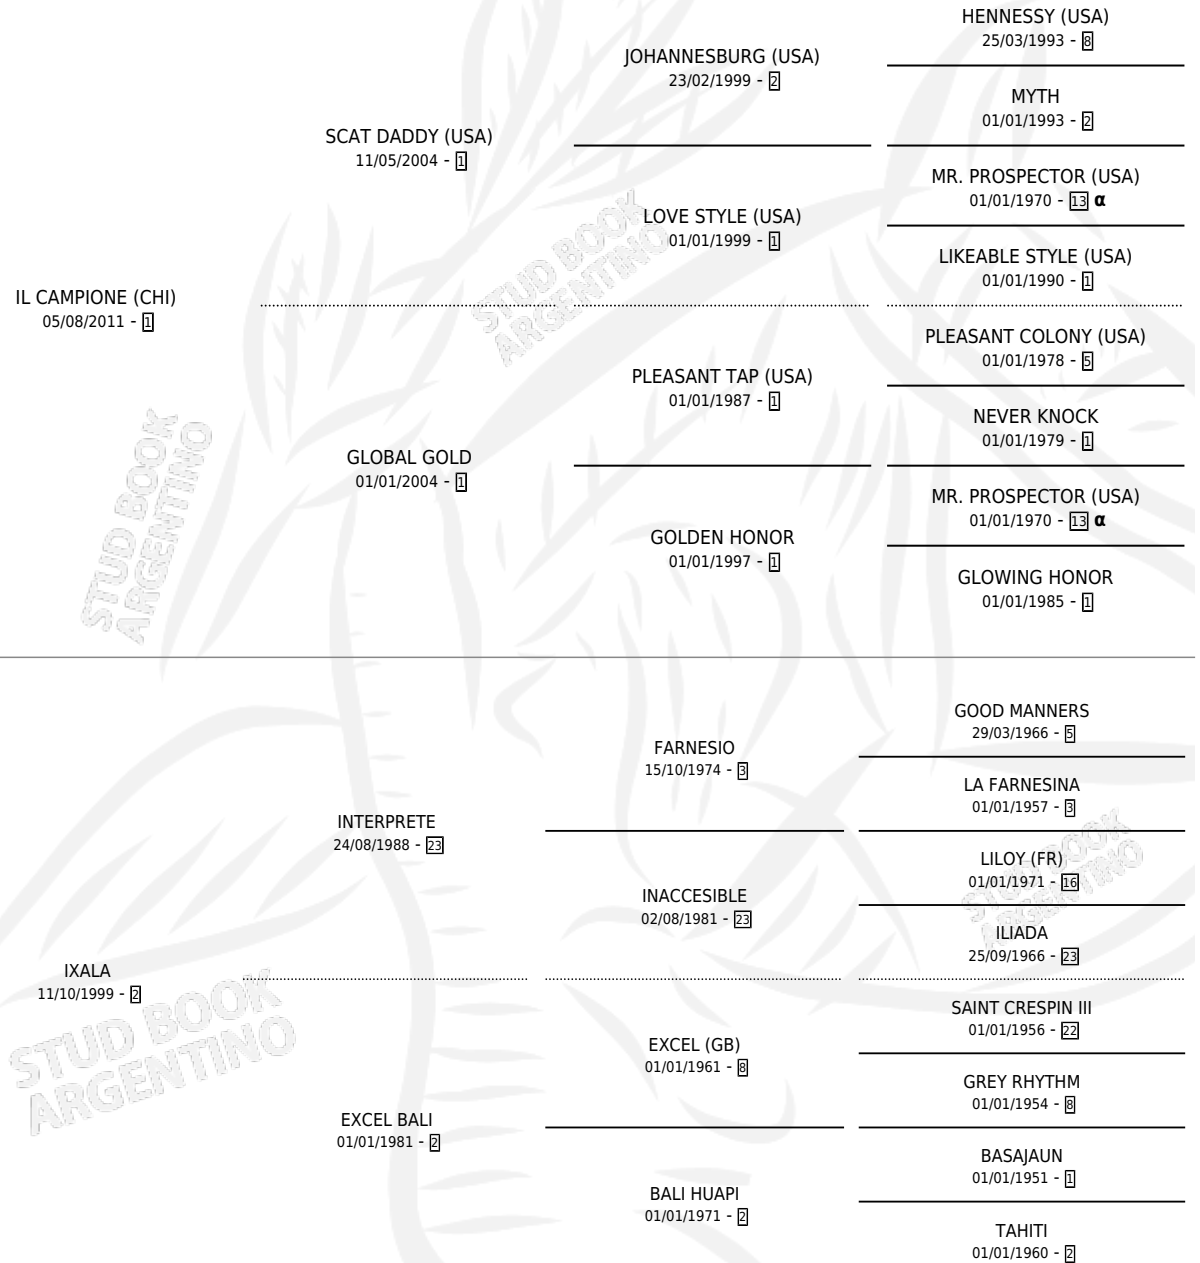 HENNESSY (USA)
25/03/1993 - 8
JOHANNESBURG (USA)
23/02/1999 - 2
MYTH
01/01/1993 - 2
SCAT DADDY (USA)
11/05/2004 - 1
MR. PROSPECTOR (USA)
01/01/1970 - 13 α
LOVE STYLE (USA)
01/01/1999 - 1
LIKEABLE STYLE (USA)
01/01/1990 - 1
IL CAMPIONE (CHI)
05/08/2011 - 1
PLEASANT COLONY (USA)
01/01/1978 - 5
PLEASANT TAP (USA)
01/01/1987 - 1
NEVER KNOCK
01/01/1979 - 1
GLOBAL GOLD
01/01/2004 - 1
MR. PROSPECTOR (USA)
01/01/1970 - 13 α
GOLDEN HONOR
01/01/1997 - 1
GLOWING HONOR
01/01/1985 - 1
GOOD MANNERS
29/03/1966 - 5
FARNESIO
15/10/1974 - 3
LA FARNESINA
01/01/1957 - 3
INTERPRETE
24/08/1988 - 23
LILOY (FR)
01/01/1971 - 16
INACCESIBLE
02/08/1981 - 23
ILIADA
25/09/1966 - 23
IXALA
11/10/1999 - 2
SAINT CRESPIN III
01/01/1956 - 22
EXCEL (GB)
01/01/1961 - 8
GREY RHYTHM
01/01/1954 - 8
EXCEL BALI
01/01/1981 - 2
BASAJAUN
01/01/1951 - 1
BALI HUAPI
01/01/1971 - 2
TAHITI
01/01/1960 - 2
STUD BOOK
ARGENTINO
STUD BOOK
ARGENTINO
STUD BOOK
ARGENTINO
STUD BOOK
ARGENTINO